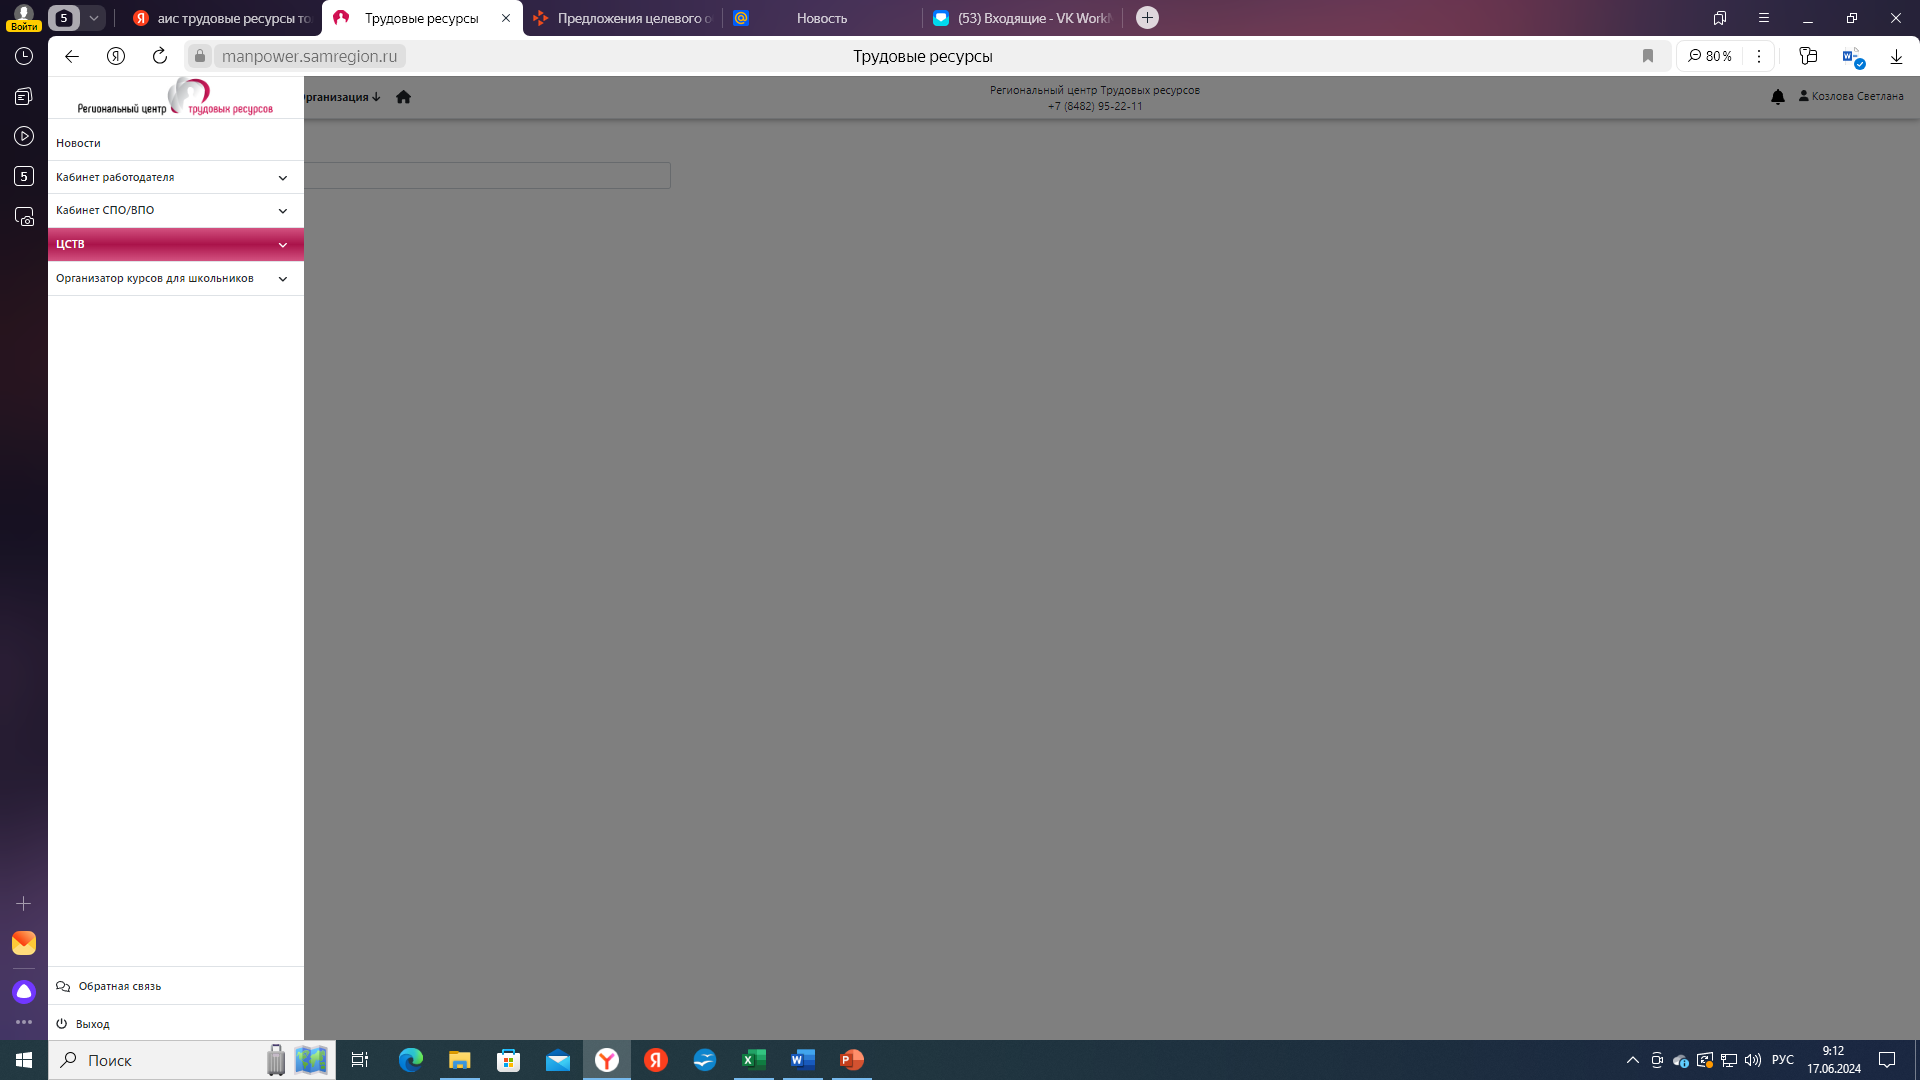 5
аис трудовые ресурсы то
Трудовые ресурсы
Предложения целевого о
Новость
(53) Входящие - VK Work
Войти
manpower.samregion.ru
Трудовые ресурсы
80 %
Региональный центр трудовых ресурсов
рганизация
Региональный центр Трудовых ресурсов
+7 (8482) 95-22-11
Козлова Светлана
Новости
Кабинет работодателя
5
Кабинет СПО/ВПО
ЦСТВ
Организатор курсов для школьников
Обратная связь
Выход
Поиск
РУС
9:12
17.06.2024